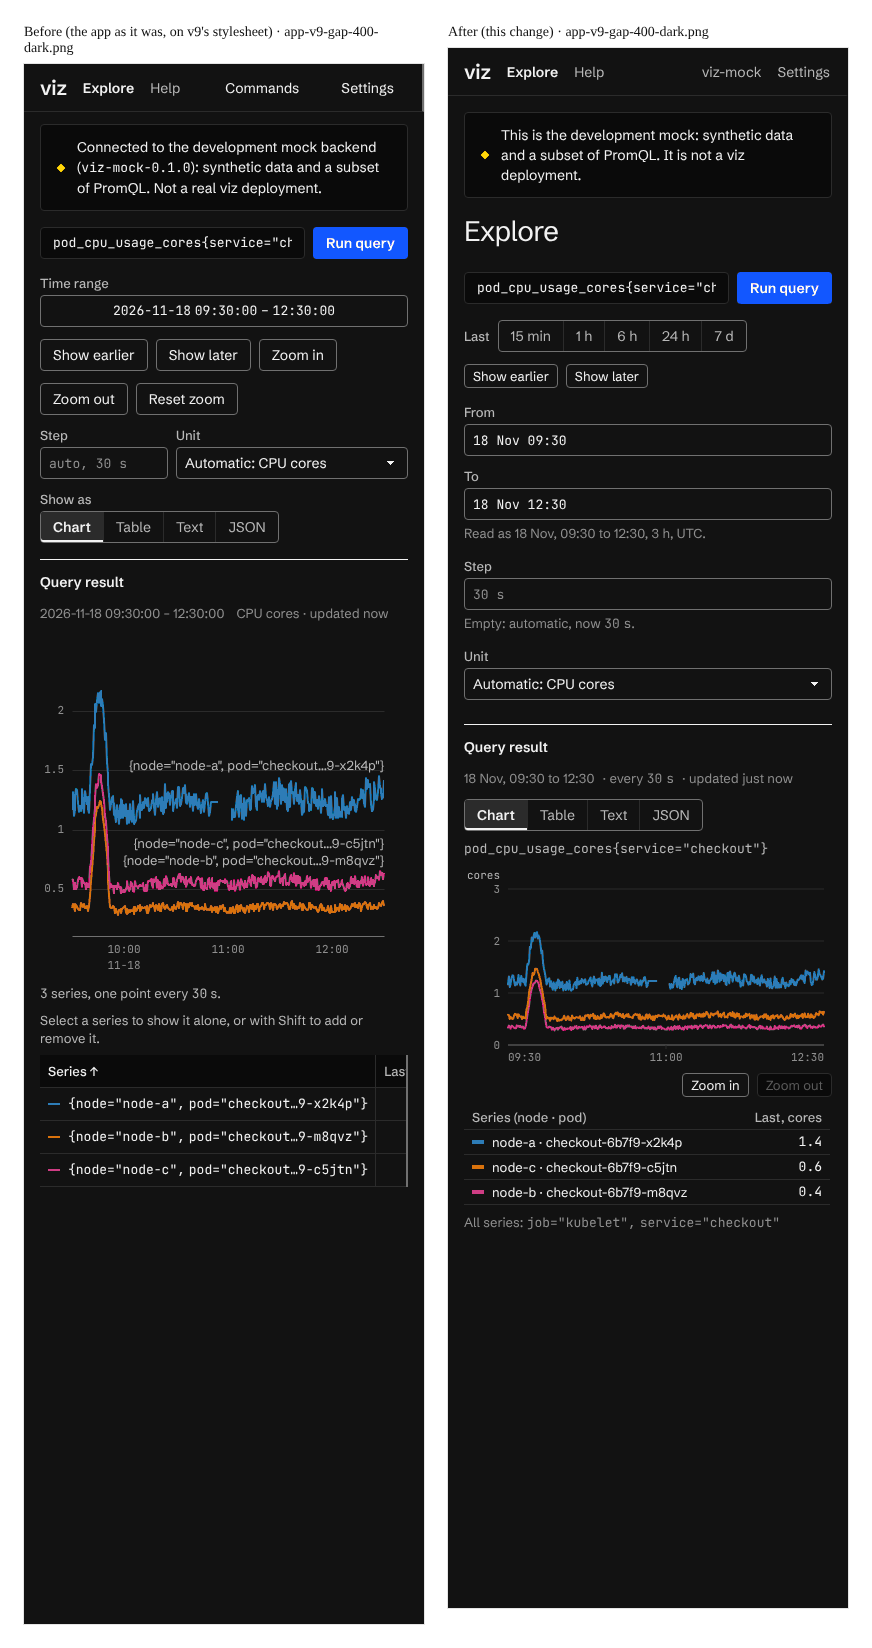 Before (the app as it was, on v9's stylesheet) · app-v9-gap-400-
dark.png
viz Explore Help Commands Settings
Connected to the development mock backend
(viz-mock-0.1.0): synthetic data and a subset
of PromQL. Not a real viz deployment.
pod_cpu_usage_cores{service="ch Run query
Time range
2026-11-18 09:30:00 – 12:30:00
Show earlier Show later Zoom in
Zoom out Reset zoom
Step Unit
auto, 30 s Automatic: CPU cores
Show as
Chart Table Text JSON
Query result
2026-11-18 09:30:00 – 12:30:00 CPU cores · updated now
2
{node="node-a", pod="checkout…9-x2k4p"}
1.5
1
{node="node-c", pod="checkout…9-c5jtn"}
{node="node-b", pod="checkout…9-m8qvz"}
0.5
10:00 11:00 12:00
11-18
3 series, one point every 30 s.
Select a series to show it alone, or with Shift to add or
remove it.
Series ↑ Las
{node="node-a", pod="checkout…9-x2k4p"}
{node="node-b", pod="checkout…9-m8qvz"}
{node="node-c", pod="checkout…9-c5jtn"}
After (this change) · app-v9-gap-400-dark.png
viz Explore Help viz-mock Settings
This is the development mock: synthetic data
and a subset of PromQL. It is not a viz
deployment.
Explore
pod_cpu_usage_cores{service="ch Run query
Last 15 min 1 h 6 h 24 h 7 d
Show earlier Show later
From
18 Nov 09:30
To
18 Nov 12:30
Read as 18 Nov, 09:30 to 12:30, 3 h, UTC.
Step
30 s
Empty: automatic, now 30 s.
Unit
Automatic: CPU cores
Query result
18 Nov, 09:30 to 12:30 · every 30 s · updated just now
Chart Table Text JSON
pod_cpu_usage_cores{service="checkout"}
cores
3
2
1
0
09:30 11:00 12:30
Zoom in Zoom out
Series (node · pod) Last, cores
node-a · checkout-6b7f9-x2k4p 1.4
node-c · checkout-6b7f9-c5jtn 0.6
node-b · checkout-6b7f9-m8qvz 0.4
All series: job="kubelet", service="checkout"